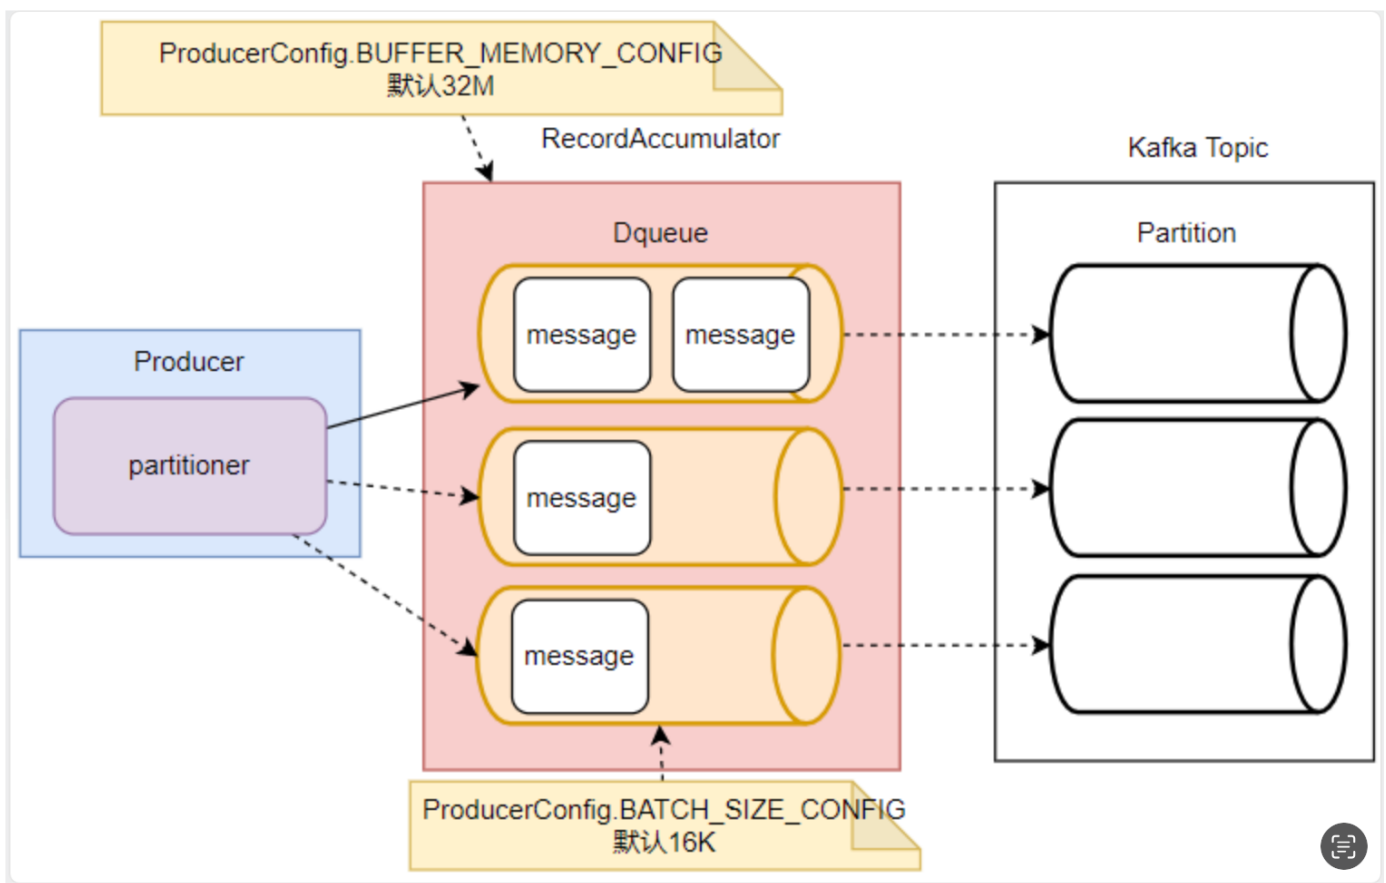 ProducerConfig.BUFFER_MEMORY_CONFIG
默认32M
RecordAccumulator
Kafka Topic
Dqueue
Partition
message
message
Producer
partitioner
message
message
ProducerConfig.BATCH_SIZE_CONFIG
默认16K